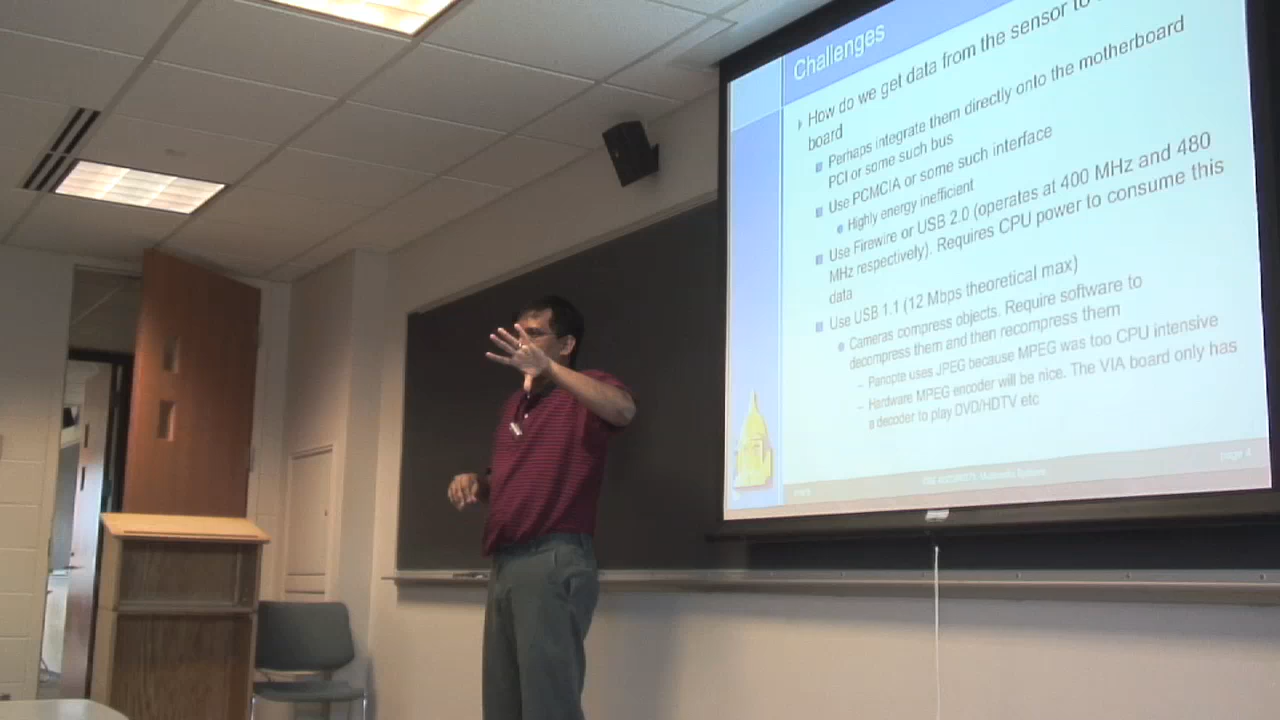 Challenges
How do we get data from the sensor to
board
Perhaps integrate them directly onto the motherboard
PCI or some such bus
Use PCMCIA or some such interface
Highly energy inefficient
Use Firewire or USB 2.0 (operates at 400 MHz and 480
MHz respectively). Requires CPU power to consume this
data
Use USB 1.1 (12 Mbps theoretical max)
Cameras compress objects. Require software to
decompress them and then recompress them
– Panopte uses JPEG because MPEG was too CPU intensive
– Hardware MPEG encoder will be nice. The VIA board only has
a decoder to play DVD/HDTV etc
Multimedia Systems
page 4